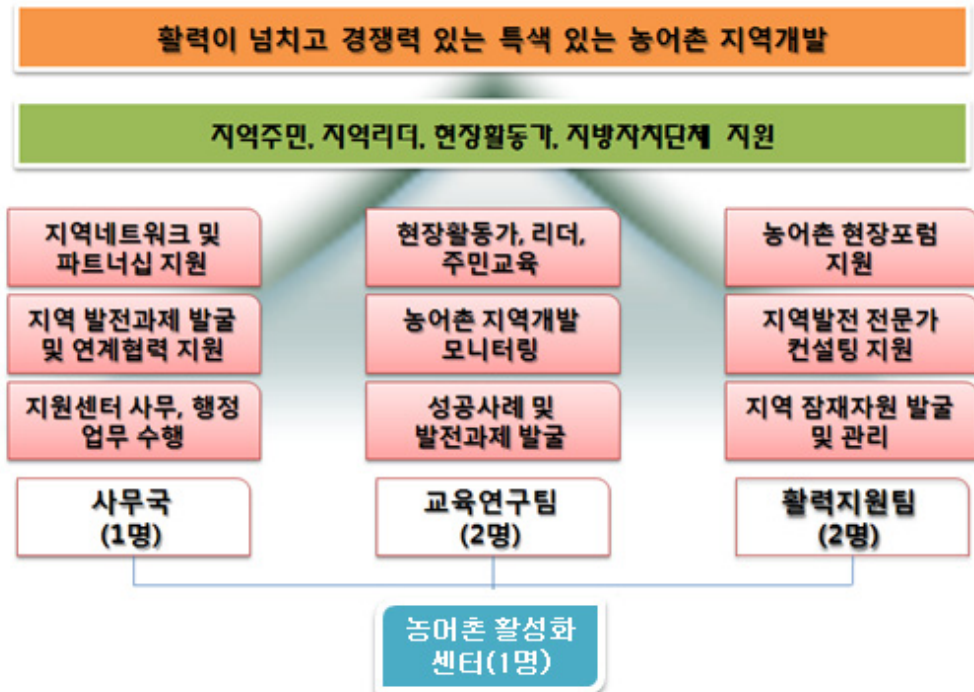 활력이 넘치고 경쟁력 있는 특색 있는 농어촌 지역개발
지역주민, 지역리더, 현장활동가, 지방자치단체 지원
지역네트워크 및
파트너십 지원
현장활동가, 리더,
주민교육
농어촌 현장포럼
지원
지역 발전과제 발굴
및 연계협력 지원
농어촌 지역개발
모니터링
지역발전 전문가
컨설팅 지원
지원센터 사무, 행정
업무 수행
성공사례 및
발전과제 발굴
지역 잠재자원 발굴
및 관리
사무국
(1명)
교육연구팀
(2명)
활력지원팀
(2명)
농어촌 활성화
센터(1명)